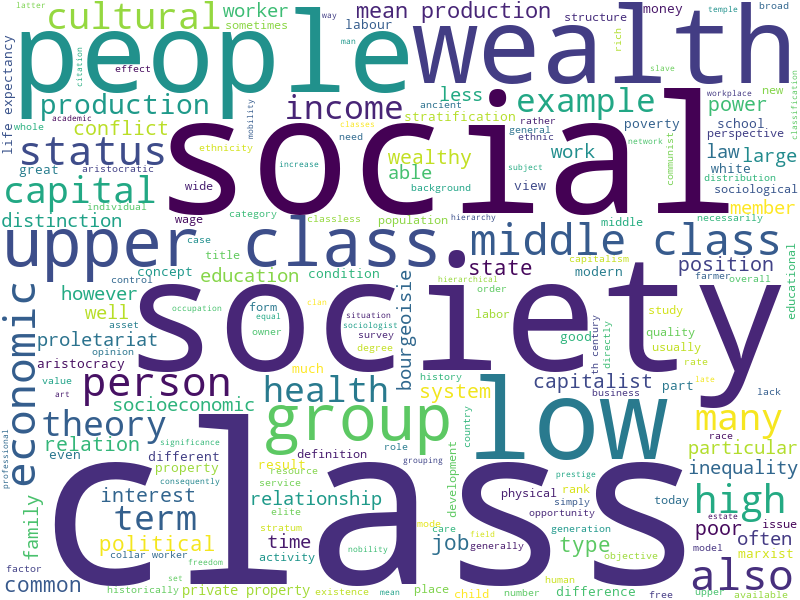 latter
cultural
worker
sometimes
mean production
labour
way
man
structure
money
rich
slave
temple
broad
people
wealth
life expectancy
citation
effect
production
income
less
example
power
workplace
new
classification
whole
academic
conflict
mobility
ancient
stratification
rather
general
ethnic
poverty
school
perspective
social
status
ethnicity
classes
need
wealthy
work
communist
law
large
great
aristocratic
increase
able
subject
network
white
distribution
sociological
capital
individual
wide
background
view
member
distinction
wage
category
classless
population
hierarchy
middle
necessarily
upper class
case
title
middle class
concept
education
condition
state
capitalism
modern
position
farmer
overall
educational
control
hierarchical
order
economic
however
well
asset
occupation
form
clan
situation
equal
sociologist
survey
owner
bourgeoisie
society
labor
good
th century
directly
study
quality
usually
rate
late
proletariat
opinion
degree
aristocracy
value
art
person
much
health
history
system
capitalist
business
part
lack
race
socioeconomic
theory
group
role
country
low
many
relation
significance
definition
grouping
particular
even
different
result
resource
property
consequently
development
prestige
inequality
professional
interest
service
relationship
elite
physical
simply
rank
opportunity
today
high
estate
term
stratum
mode
care
field
generation
poor
issue
family
political
time
job
generally
type
often
model
marxist
collar worker
activity
nobility
objective
factor
common
set
freedom
human
also
historically
private property
existence
mean
place
child
number
difference
free
upper
available
class